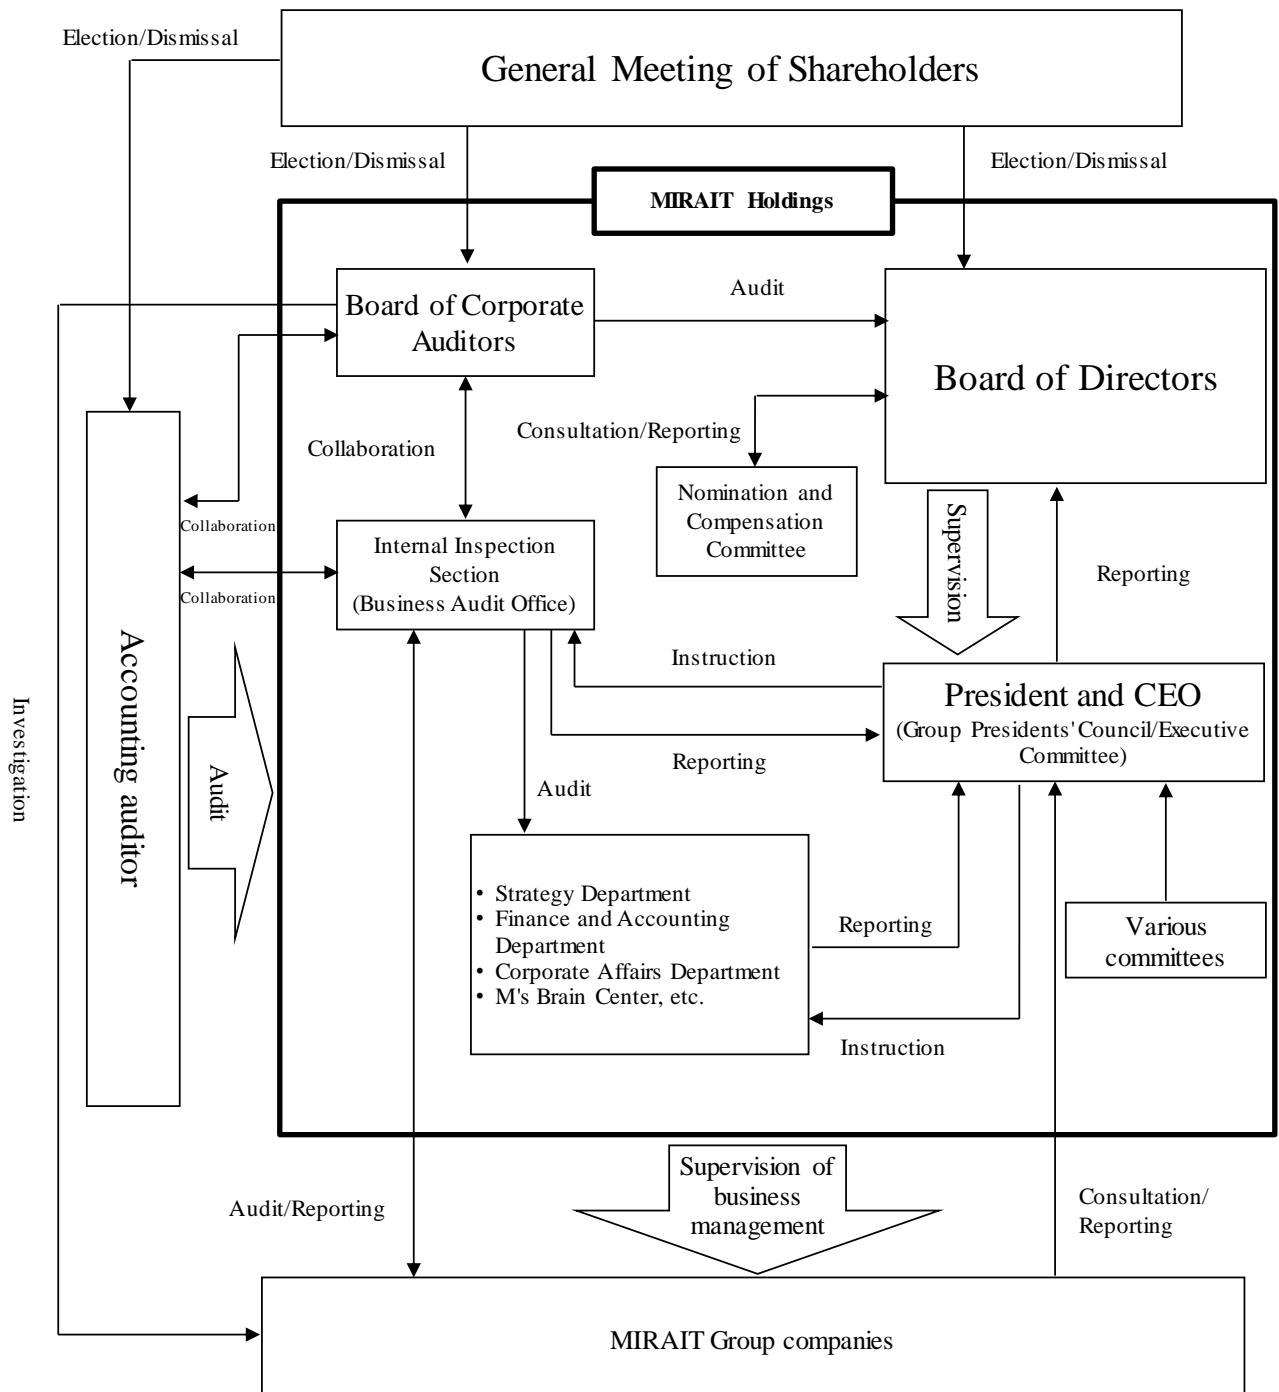 Election/Dismissal
General Meeting of Shareholders
Election/Dismissal
Election/Dismissal
MIRAIT Holdings
Board of Corporate
Auditors
Audit
Board of Directors
Consultation/Reporting
Collaboration
Nomination and
Compensation
Committee
Supervision
Collaboration
Internal Inspection
Section
(Business Audit Office)
Reporting
Collaboration
Accounting auditor
Instruction
President and CEO
(Group Presidents' Council/Executive
Committee)
Investigation
Audit
Reporting
Audit
• Strategy Department
• Finance and Accounting
Department
• Corporate Affairs Department
• M's Brain Center, etc.
Reporting
Various
committees
Instruction
Supervision of
business
management
Audit/Reporting
Consultation/
Reporting
MIRAIT Group companies